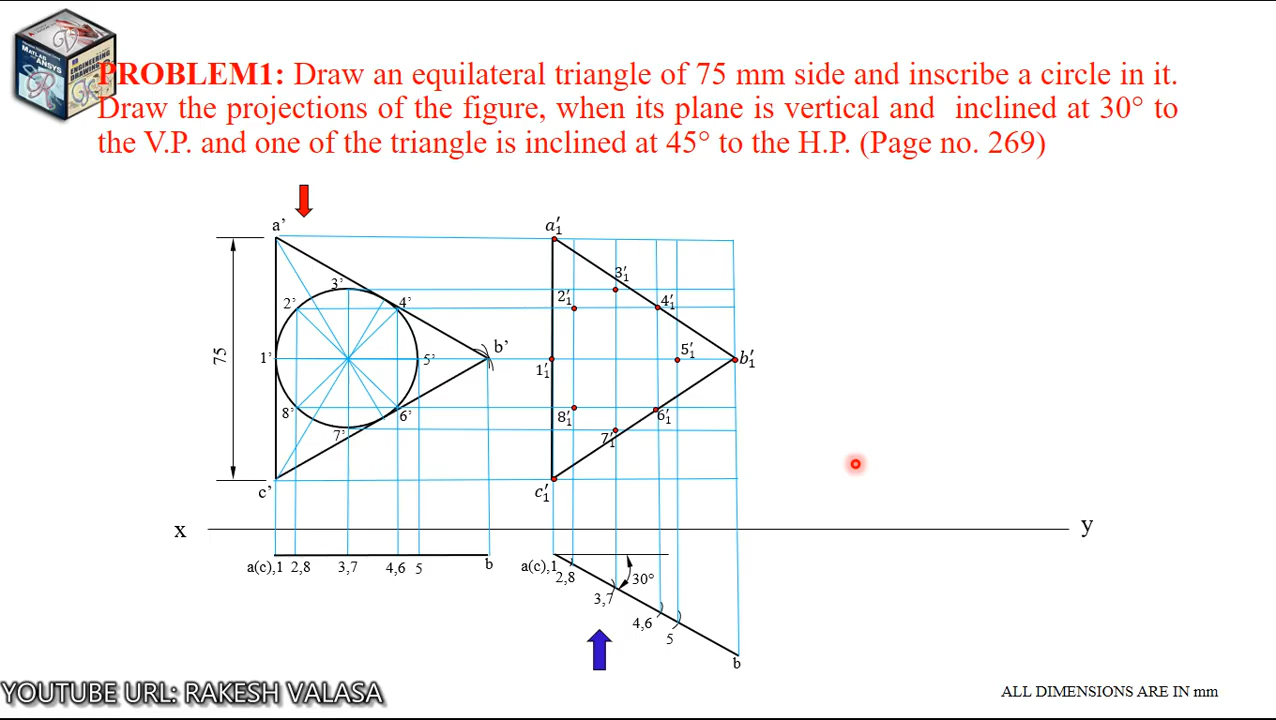 PROBLEM1: Draw an equilateral triangle of 75 mm side and inscribe a circle in it.
Draw the projections of the figure, when its plane is vertical and inclined at 30° to
the V.P. and one of the triangle is inclined at 45° to the H.P. (Page no. 269)
a’ a′₁
3’ 3′₁
2’ 4’ 2′₁ 4′₁
75 1’ 5’ b’ 1′₁ 5′₁ b′₁
8’ 6’ 8′₁ 6′₁
7’ 7′₁
c’ c′₁
x y
a(c),1 2,8 3,7 4,6 5 b a(c),1
2,8 30°
3,7
4,6
5
b
YOUTUBE URL: RAKESH VALASA
ALL DIMENSIONS ARE IN mm